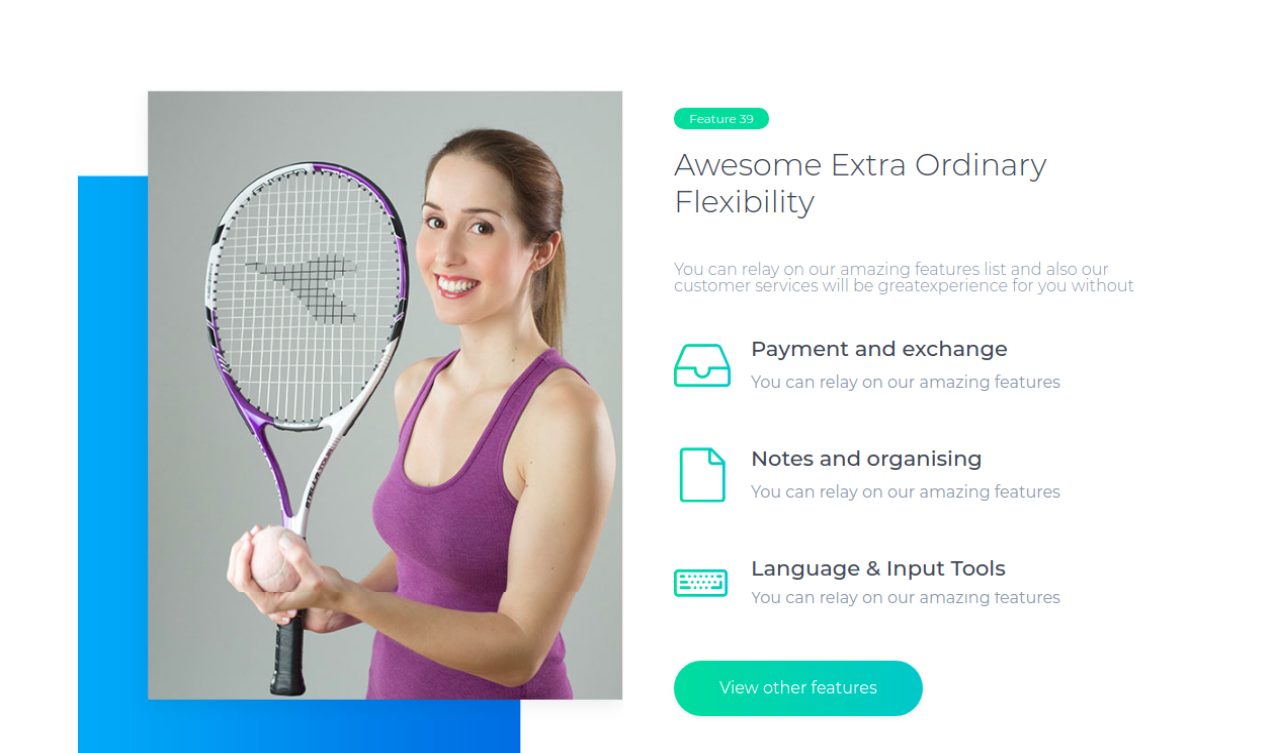 Feature 39
Awesome Extra Ordinary
Flexibility
You can relay on our amazing features list and also our
customer services will be greatexperience for you without
Payment and exchange
You can relay on our amazing features
Notes and organising
You can relay on our amazing features
Language & Input Tools
You can relay on our amazing features
View other features